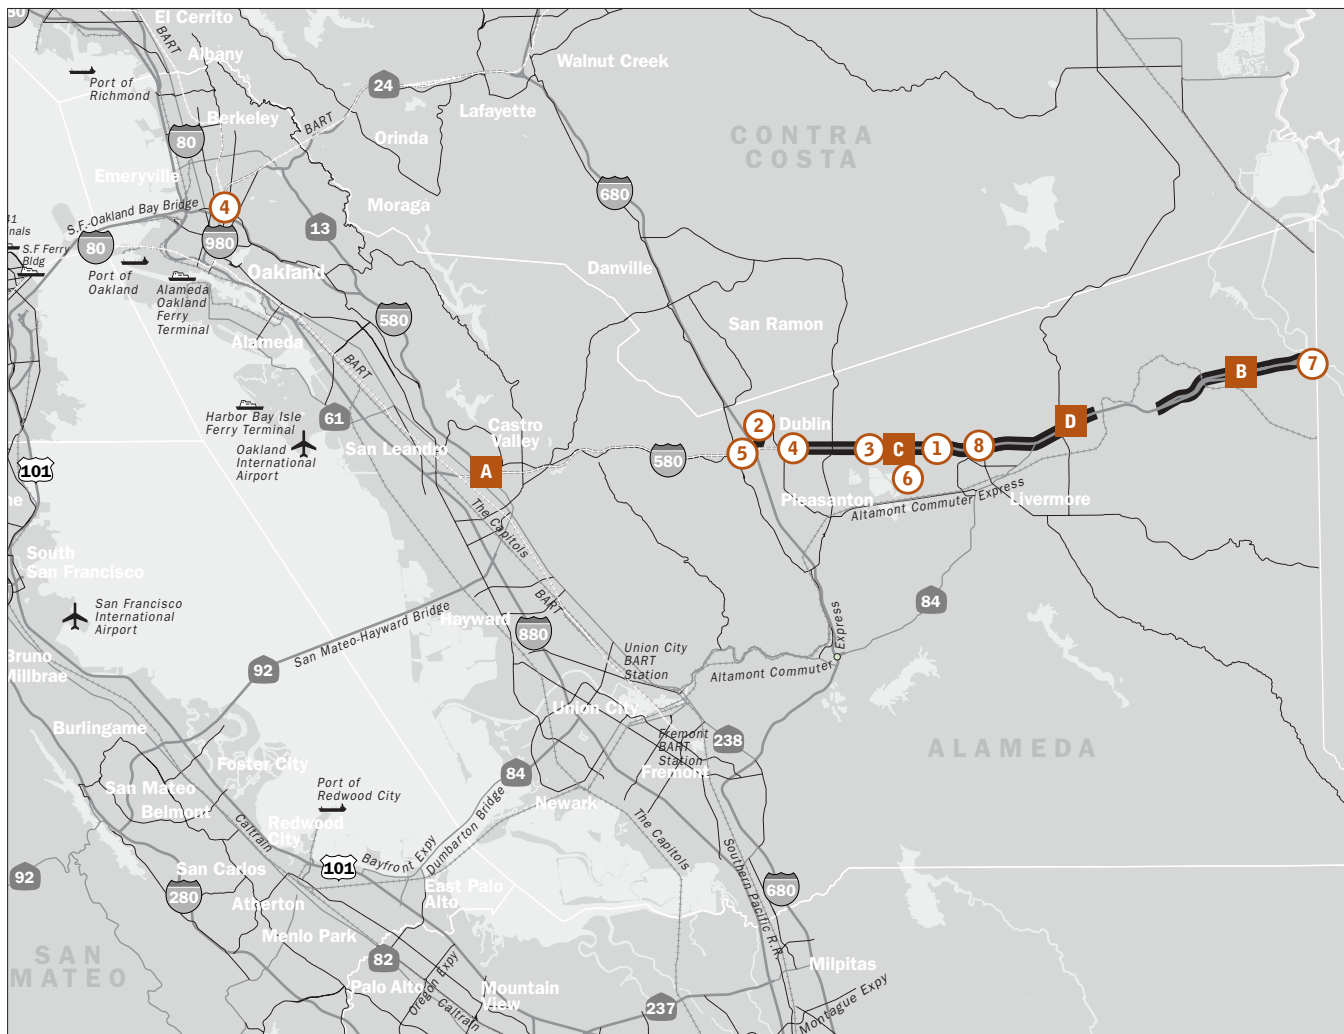 80
El Cerrito
BART
Albany
Port of
Richmond
Walnut Creek
24
Lafayette
Berkeley
BART
Orinda
CONTRA
COSTA
80
Emeryville
680
S.F.-Oakland Bay Bridge
4
Moraga
13
41
nals
S.F Ferry
Bldg
80
980
Port of
Oakland
Oakland
Alameda
Oakland
Ferry
Terminal
Danville
580
San Ramon
Alameda
BART
B
7
Harbor Bay Isle
Ferry Terminal
61
Oakland
International
Airport
San Leandro
Castro
Valley
2
Dublin
D
5
4
3
C
1
8
580
A
6
101
Pleasanton
Altamont Commuter Express
Livermore
The Capitols
ne
South
San Francisco
San Francisco
International
Airport
BART
84
San Mateo-Hayward Bridge
Hayward
880
Express
Union City
BART
Station
Altamont Commuter
Bruno
Millbrae
92
Union City
Burlingame
238
Fremont
BART
Station
ALAMEDA
Foster City
84
Fremont
San Mateo
Port of
Redwood City
Belmont
Newark
Redwood
City
Caltrain
Dumbarton Bridge
The Capitols
Bayfront Expy
101
San Carlos
92
280
Atherton
East Palo
Alto
Southern Pacific R.R.
680
Menlo Park
SAN
MATEO
82
Palo Alto
Oregon Expy
Caltrain
Mountain
View
Milpitas
237
Montague Expy